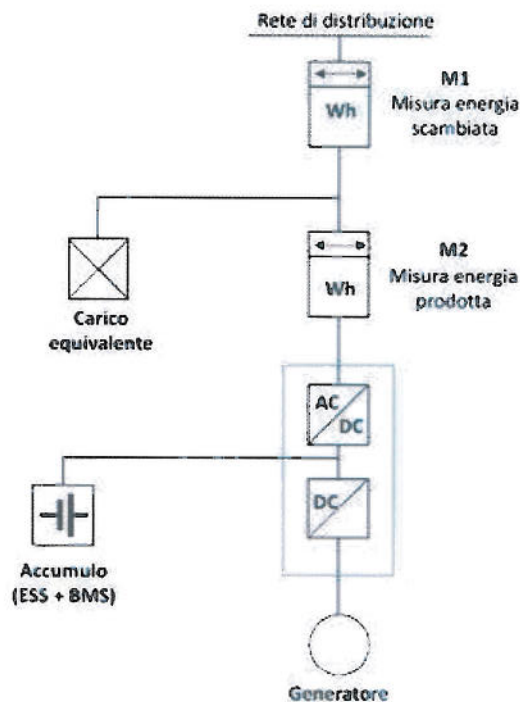 Rete di distribuzione
M1
Misura energia
scambiata
Wh
M2
Misura energia
prodotta
Wh
Carico
equivalente
AC
DC
DC
Accumulo
(ESS + BMS)
Generatore